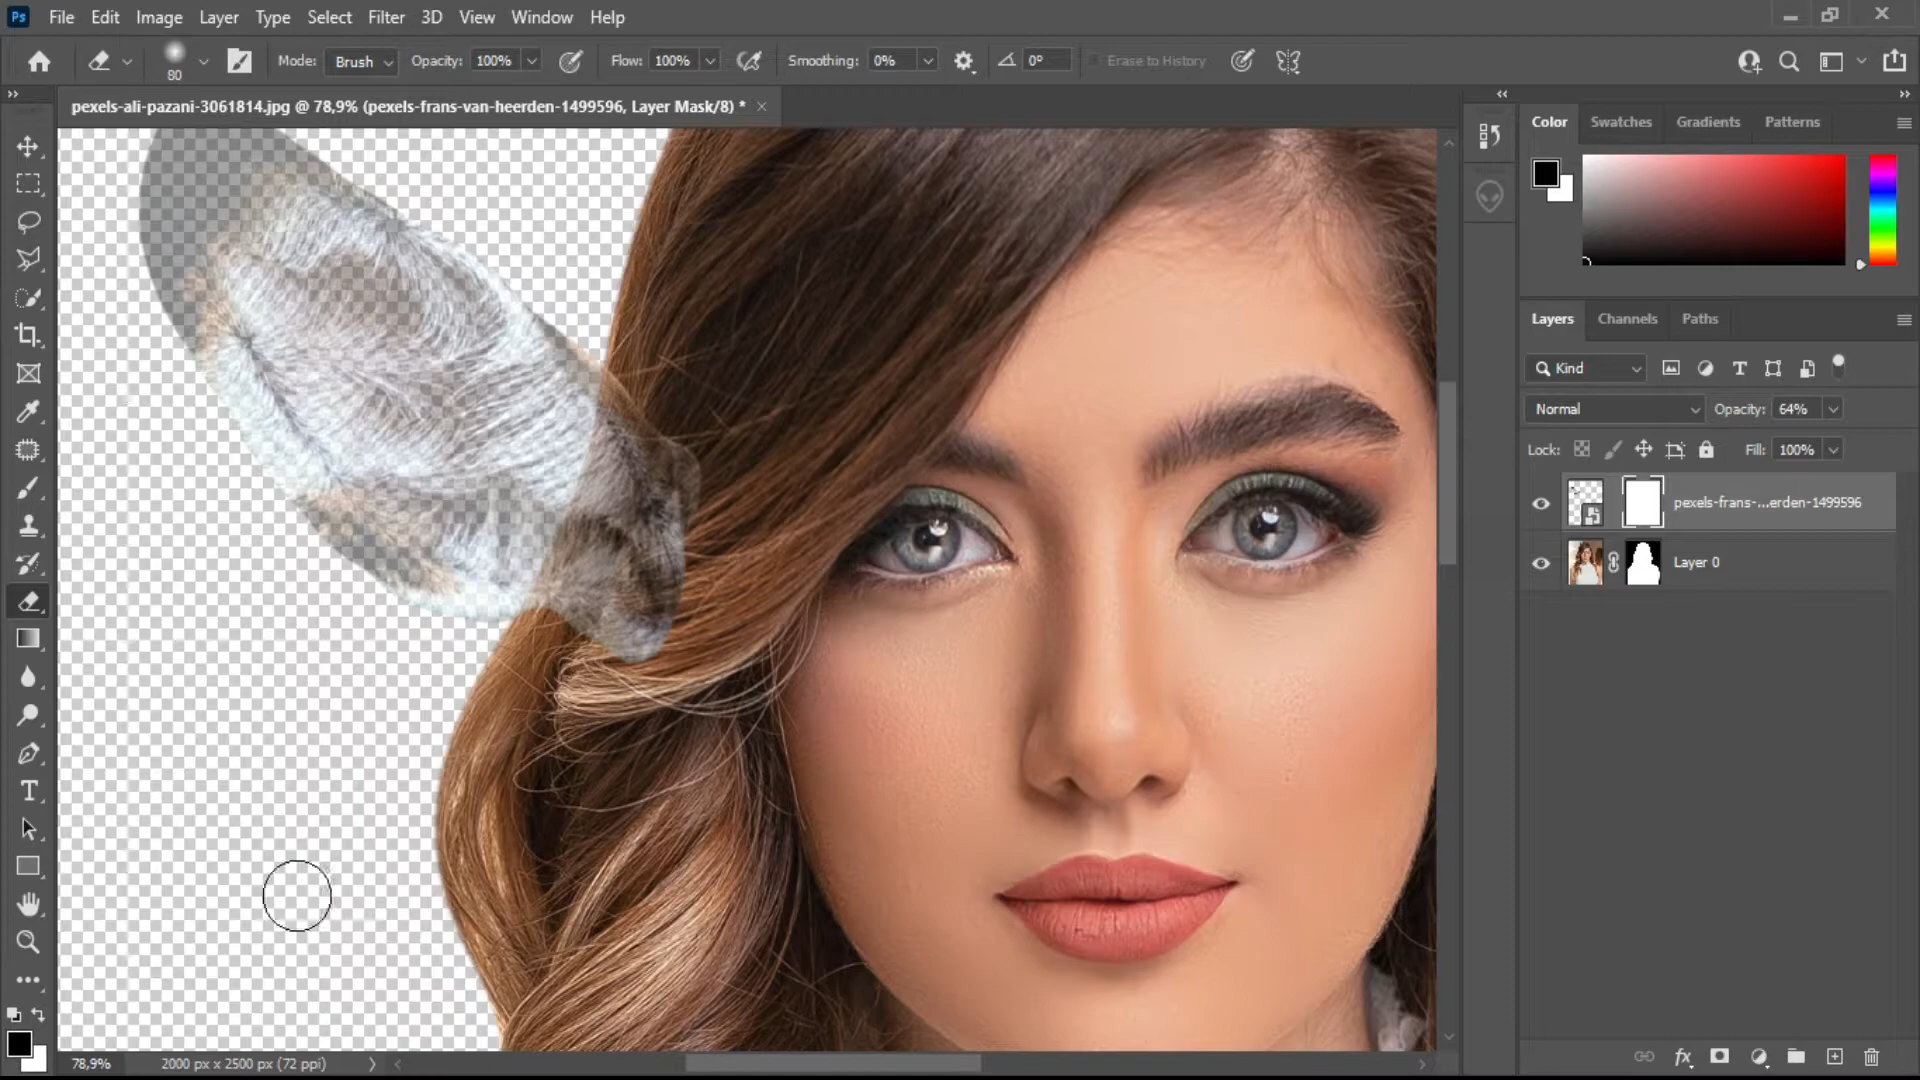 Ps File Edit Image Layer Type Select Filter 3D View Window Help
80 Mode: Brush Opacity: 100% Flow: 100% Smoothing: 0% 0° Erase to History
pexels-ali-pazani-3061814.jpg @ 78,9% (pexels-frans-van-heerden-1499596, Layer Mask/8) *
Color Swatches Gradients Patterns
Layers Channels Paths
Kind
Normal Opacity: 64%
Lock: Fill: 100%
pexels-frans-...erden-1499596
Layer 0
78,9% 2000 px x 2500 px (72 ppi)